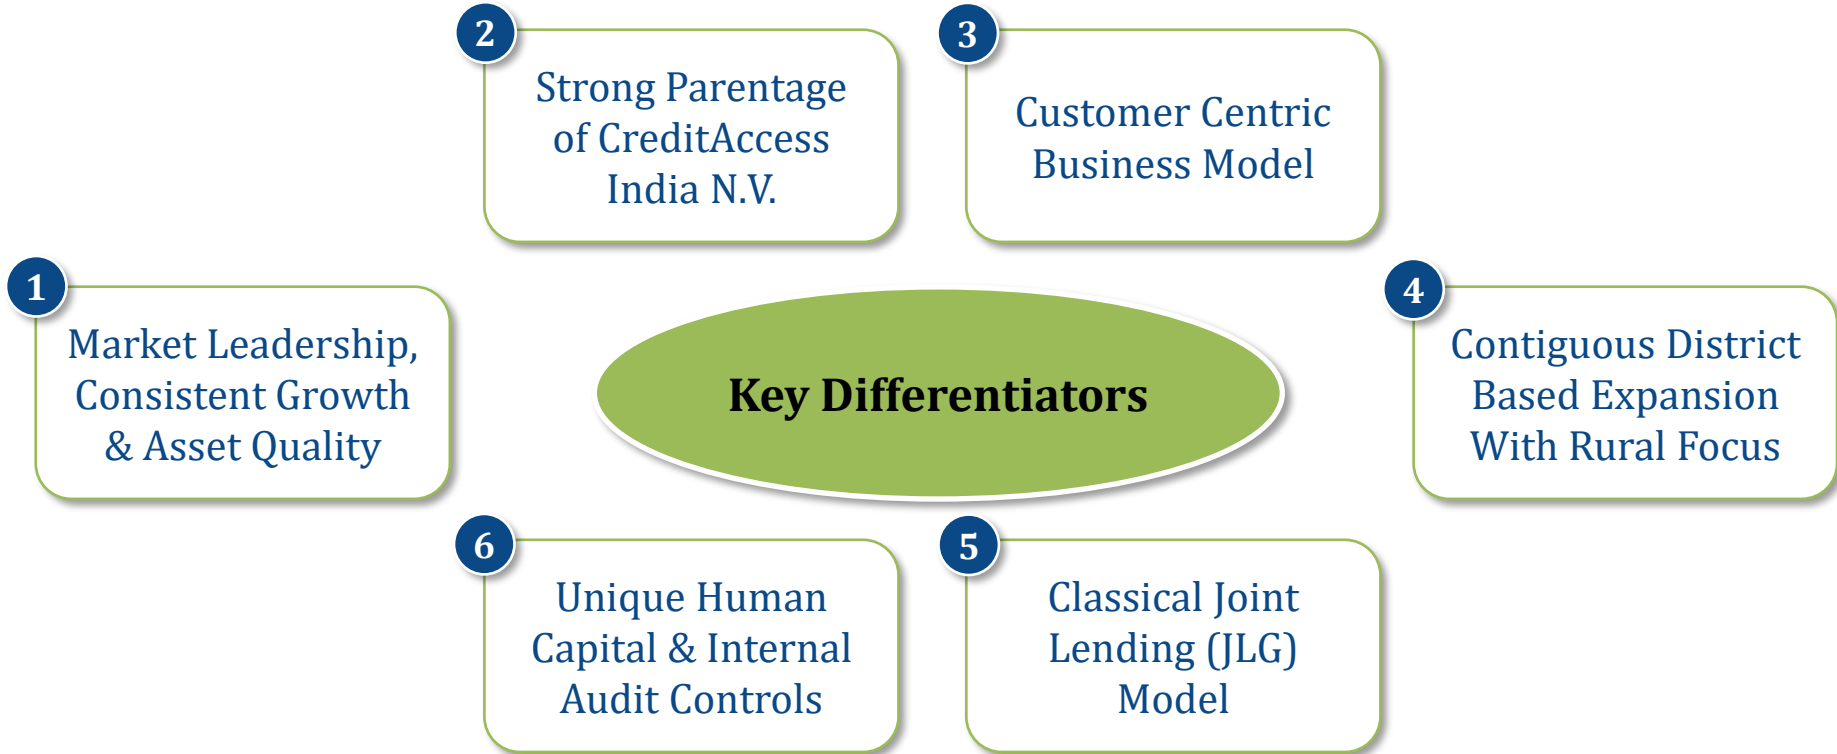 1
Market Leadership,
Consistent Growth
& Asset Quality
2
Strong Parentage
of CreditAccess
India N.V.
3
Customer Centric
Business Model
4
Contiguous District
Based Expansion
With Rural Focus
Key Differentiators
5
Classical Joint
Lending (JLG)
Model
6
Unique Human
Capital & Internal
Audit Controls